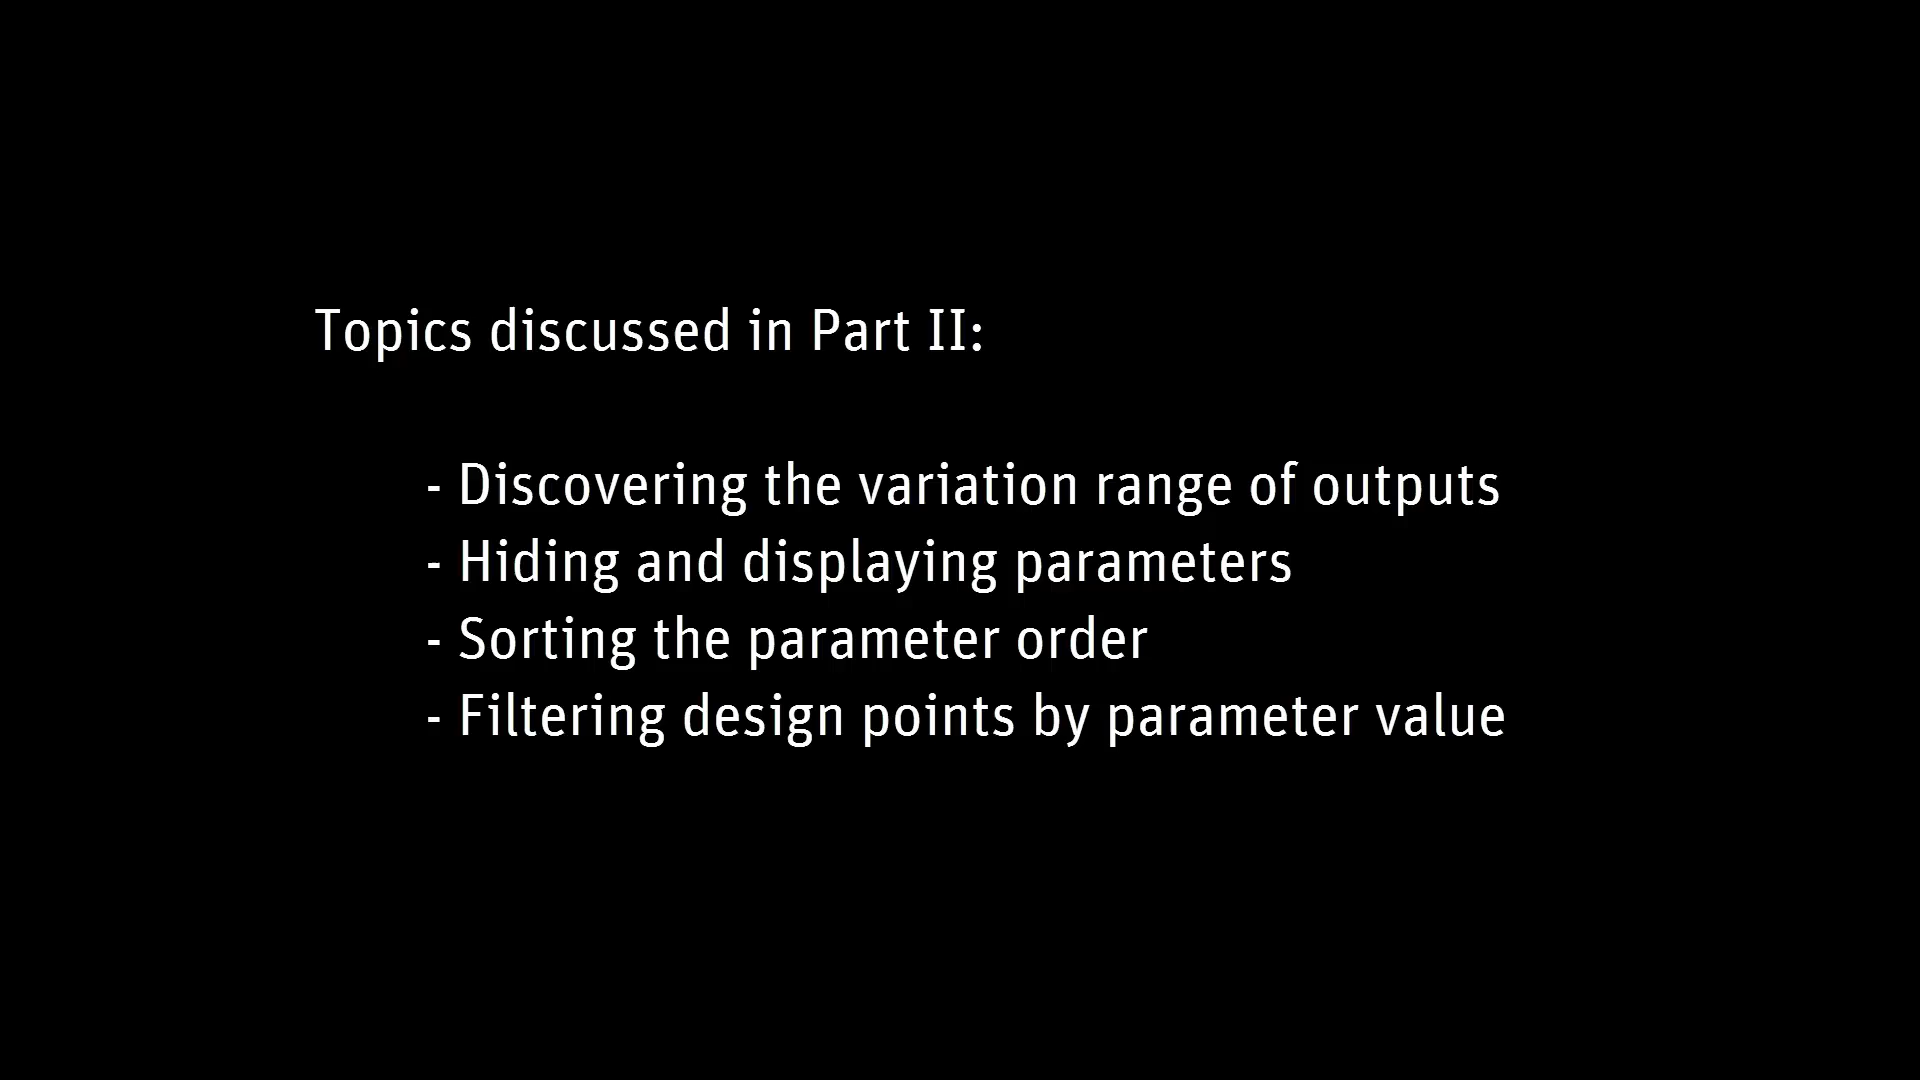 Topics discussed in Part II:
- Discovering the variation range of outputs
- Hiding and displaying parameters
- Sorting the parameter order
- Filtering design points by parameter value